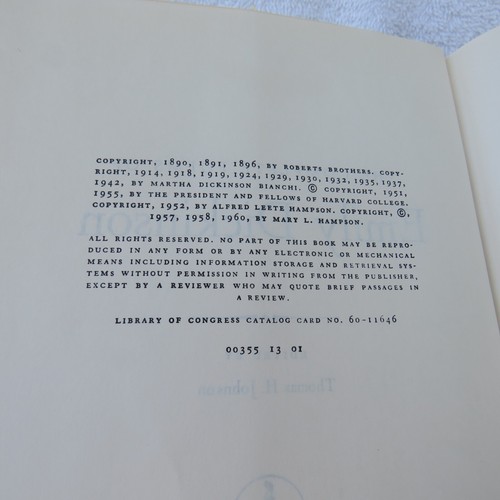 COPYRIGHT, 1890, 1891, 1896, BY ROBERTS BROTHERS. COPY-
RIGHT, 1914, 1918, 1919, 1924, 1929, 1930, 1932, 1935, 1937,
1942, BY MARTHA DICKINSON BIANCHI. © COPYRIGHT, 1951,
1955, BY THE PRESIDENT AND FELLOWS OF HARVARD COLLEGE.
COPYRIGHT, 1952, BY ALFRED LEETE HAMPSON. COPYRIGHT, ©,
1957, 1958, 1960, BY MARY L. HAMPSON.
ALL RIGHTS RESERVED. NO PART OF THIS BOOK MAY BE REPRO-
DUCED IN ANY FORM OR BY ANY ELECTRONIC OR MECHANICAL
MEANS INCLUDING INFORMATION STORAGE AND RETRIEVAL SYS-
TEMS WITHOUT PERMISSION IN WRITING FROM THE PUBLISHER,
EXCEPT BY A REVIEWER WHO MAY QUOTE BRIEF PASSAGES IN
A REVIEW.
LIBRARY OF CONGRESS CATALOG CARD NO. 60-11646
00355 13 01
Thomas H. Johnson